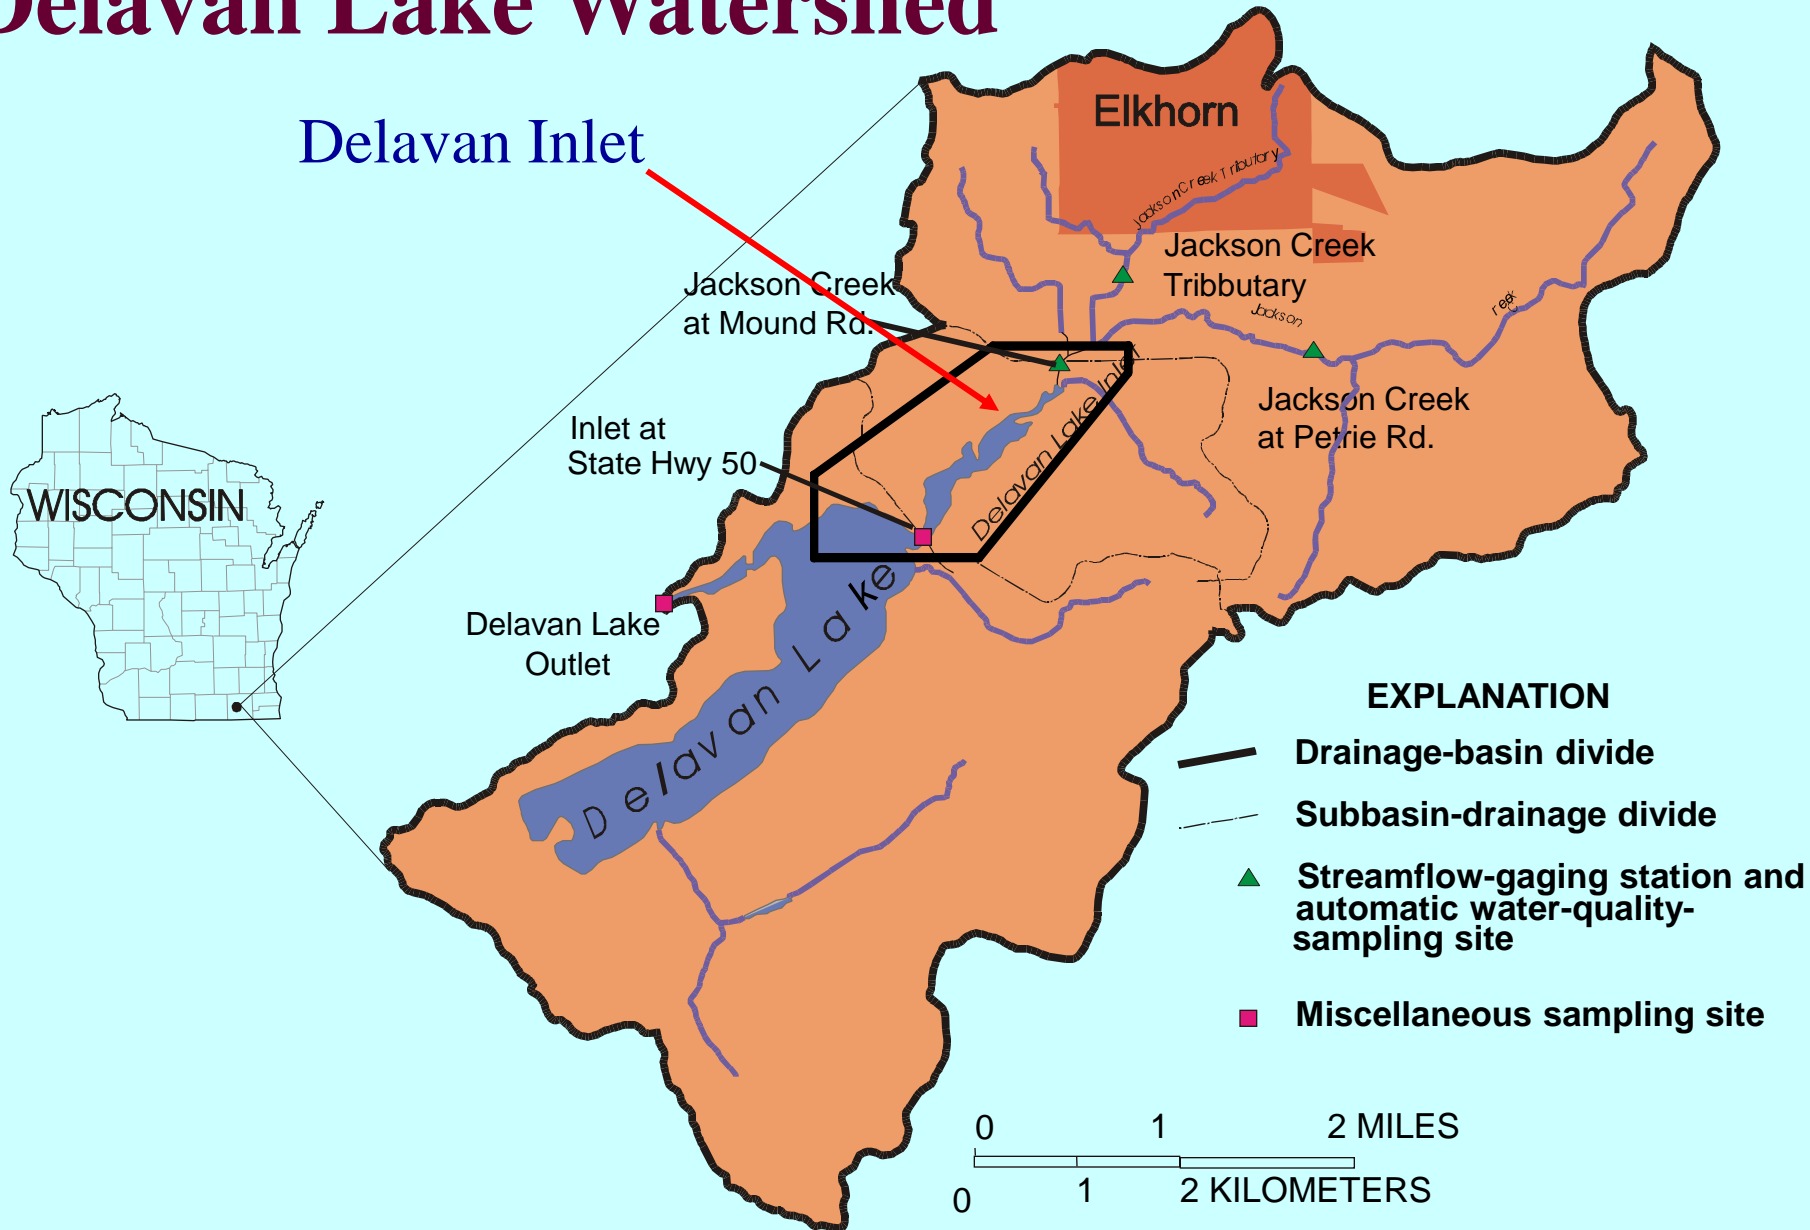 Delavan Lake Watershed
Delavan Inlet
Elkhorn
Jackson Creek Tributary
Jackson Creek
Tribbutary
Jackson Creek
at Mound Rd.
Jackson
reek
C
Delavan Lake Inlet
Jackson Creek
at Petrie Rd.
Inlet at
State Hwy 50
WISCONSIN
Delavan Lake
Outlet
Delavan Lake
EXPLANATION
Drainage-basin divide
Subbasin-drainage divide
Streamflow-gaging station and
automatic water-quality-
sampling site
Miscellaneous sampling site
0 1 2 MILES
0 1 2 KILOMETERS